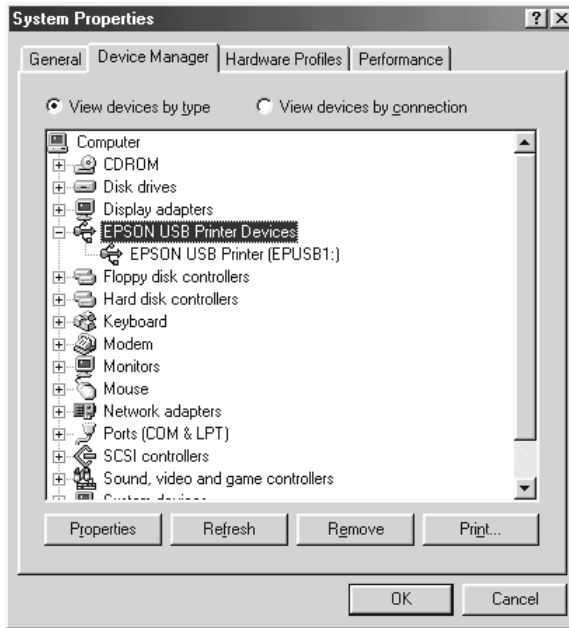 System Properties
General Device Manager Hardware Profiles Performance
View devices by type View devices by connection
Computer
CDROM
Disk drives
Display adapters
EPSON USB Printer Devices
EPSON USB Printer (EPUSB1:)
Floppy disk controllers
Hard disk controllers
Keyboard
Modem
Monitors
Mouse
Network adapters
Ports (COM & LPT)
SCSI controllers
Sound, video and game controllers
Properties Refresh Remove Print...
OK Cancel